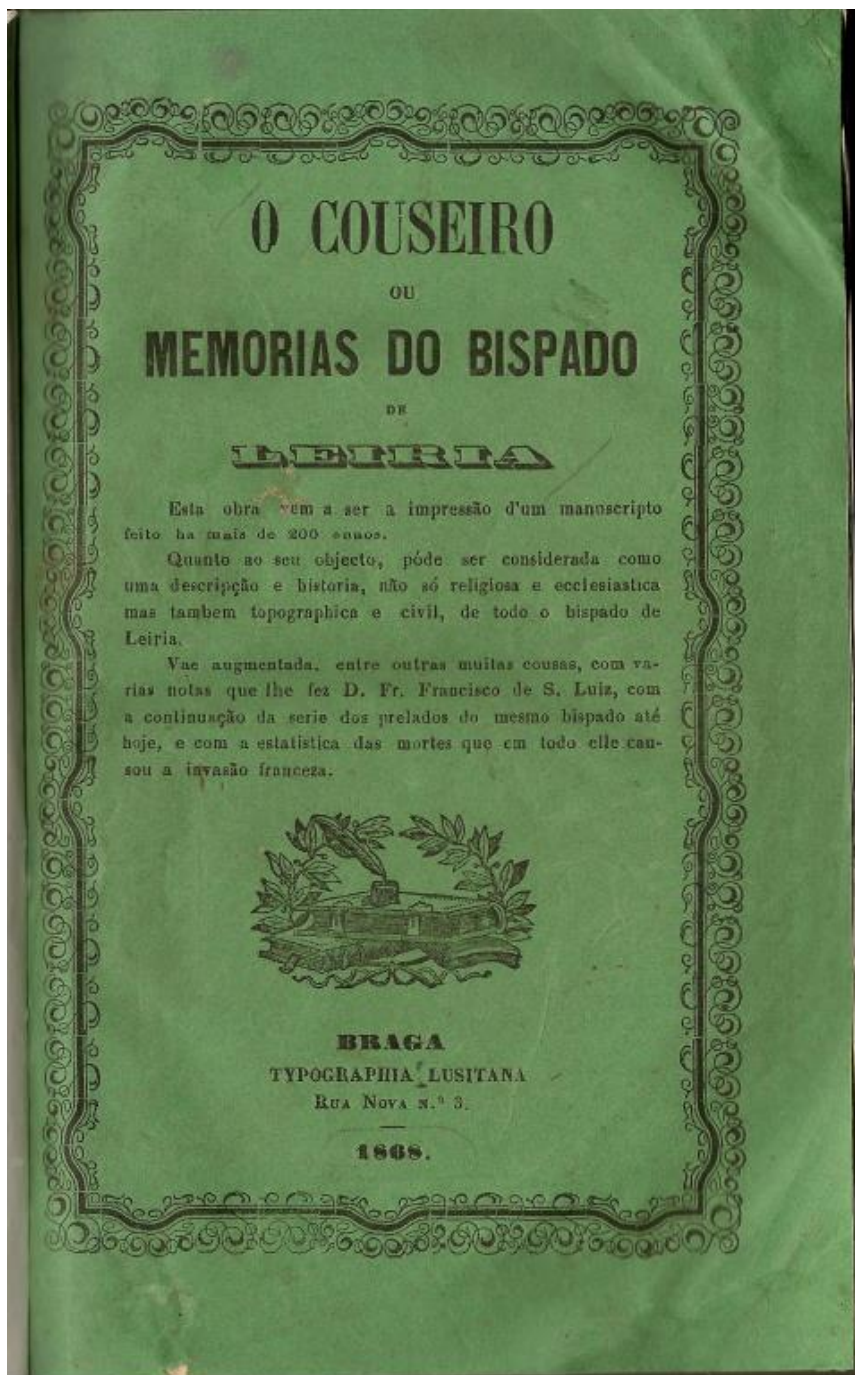 O COUSEIRO
OU
MEMORIAS DO BISPADO
DE
LEIRIA
Esta obra vem a ser a impressão d'um manuscripto
feito ha mais de 200 annos.
Quanto ao seu objecto, póde ser considerada como
uma descripção e historia, não só religiosa e ecclesiastica
mas tambem topographica e civil, de todo o bispado de
Leiria.
Vae augmentada, entre outras muitas cousas, com va-
rias notas que lhe fez D. Fr. Francisco de S. Luiz, com
a continuação da serie dos prelados do mesmo bispado até
hoje, e com a estatistica das mortes que em todo elle cau-
sou a invasão franceza.
BRAGA
TYPOGRAPHIA LUSITANA
RUA NOVA N.º 3.
1868.